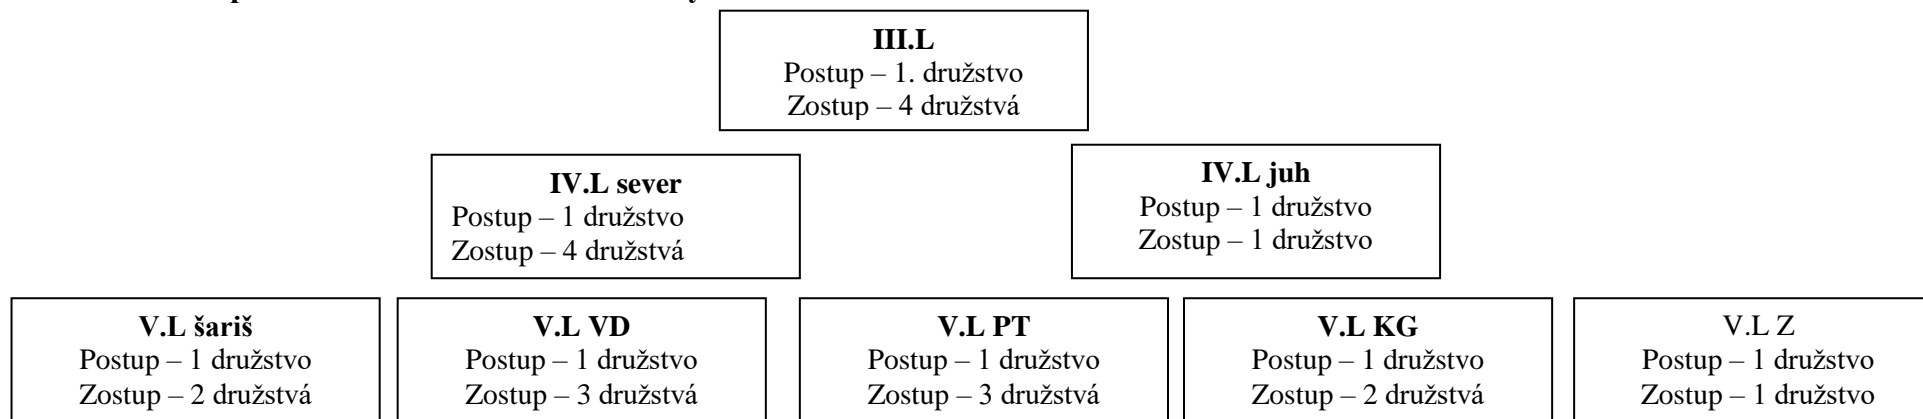 III.L
Postup – 1. družstvo
Zostup – 4 družstvá
IV.L sever
Postup – 1 družstvo
Zostup – 4 družstvá
IV.L juh
Postup – 1 družstvo
Zostup – 1 družstvo
V.L šariš
Postup – 1 družstvo
Zostup – 2 družstvá
V.L VD
Postup – 1 družstvo
Zostup – 3 družstvá
V.L PT
Postup – 1 družstvo
Zostup – 3 družstvá
V.L KG
Postup – 1 družstvo
Zostup – 2 družstvá
V.L Z
Postup – 1 družstvo
Zostup – 1 družstvo